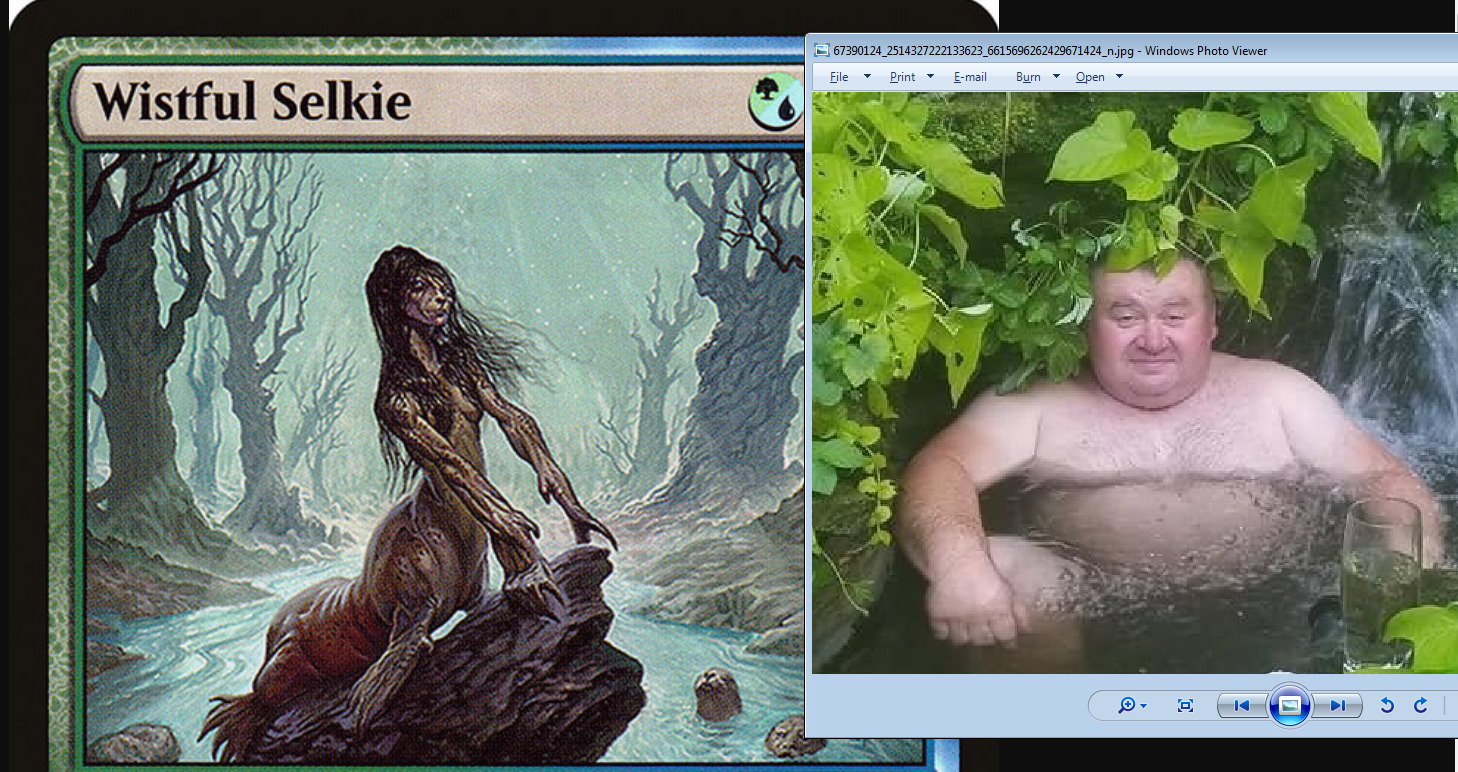 Wistful Selkie
67390124_2514327222133623_6615696262429671424_n.jpg - Windows Photo Viewer
File Print E-mail Burn Open